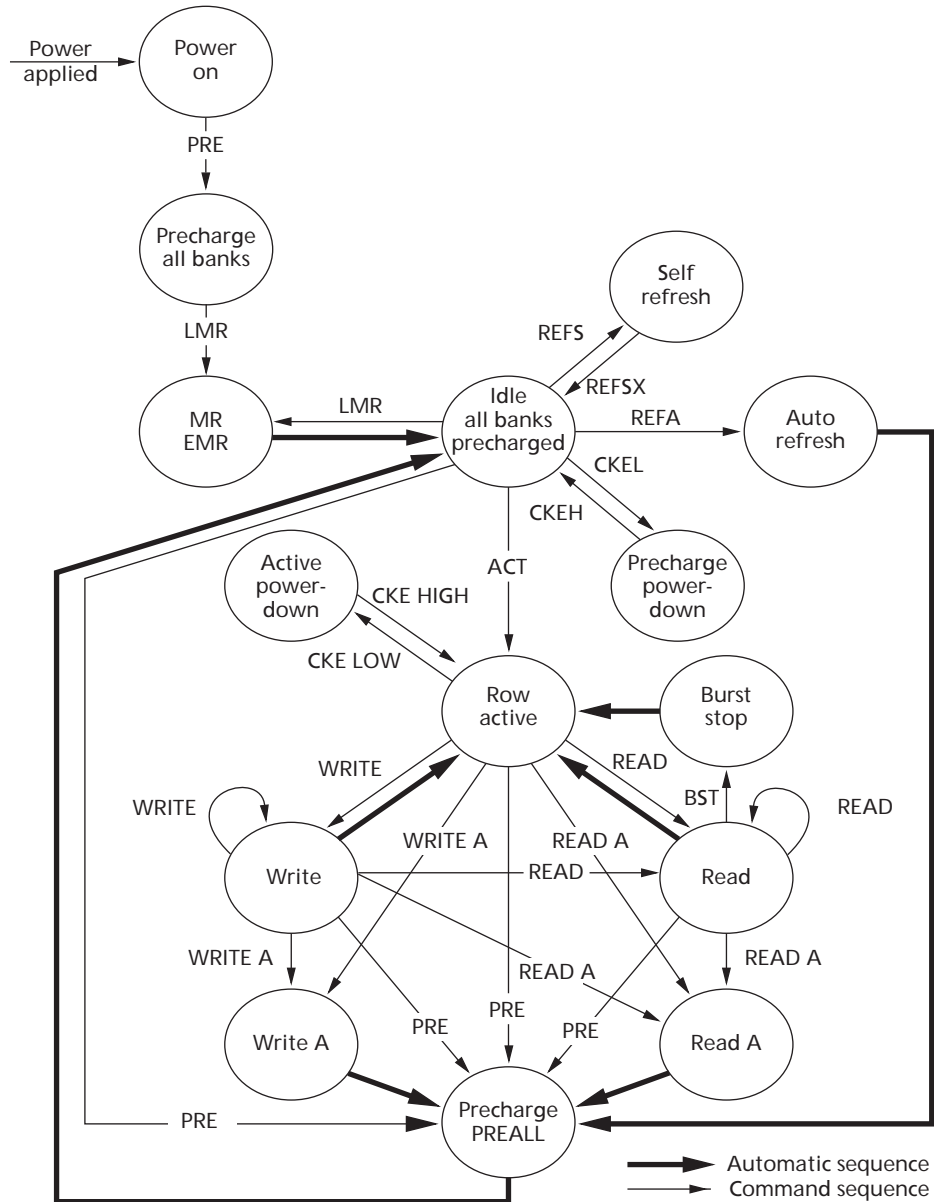 Power
applied
Power
on
PRE
Precharge
all banks
LMR
Self
refresh
REFS
REFSX
MR
EMR
LMR
Idle
all banks
precharged
REFA
Auto
refresh
CKEL
CKEH
ACT
Active
power-
down
CKE HIGH
CKE LOW
Precharge
power-
down
Row
active
Burst
stop
WRITE
READ
BST
WRITE
READ
WRITE A
READ A
Write
READ
Read
WRITE A
READ A
READ A
Write A
PRE
PRE
PRE
Read A
PRE
Precharge
PREALL
Automatic sequence
Command sequence